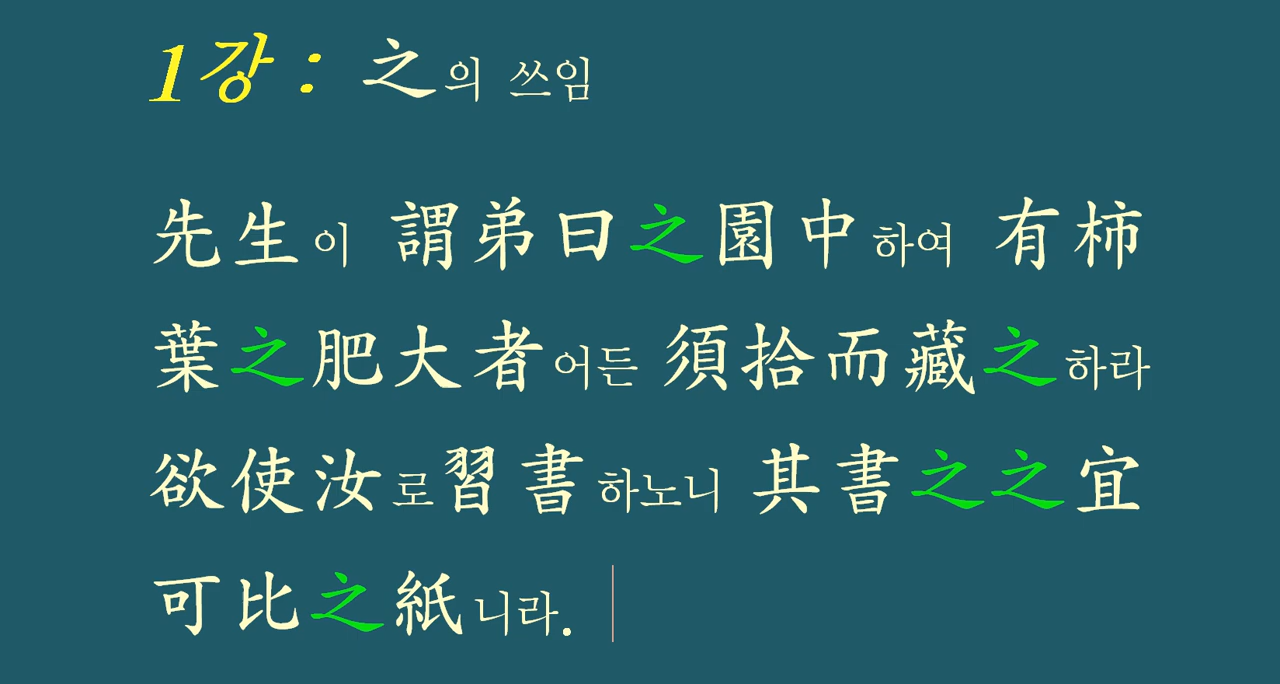 1강 : 之의 쓰임
先生이 謂弟曰之園中하여 有柿
葉之肥大者어든 須拾而藏之하라
欲使汝로習書하노니 其書之之宜
可比之紙니라.